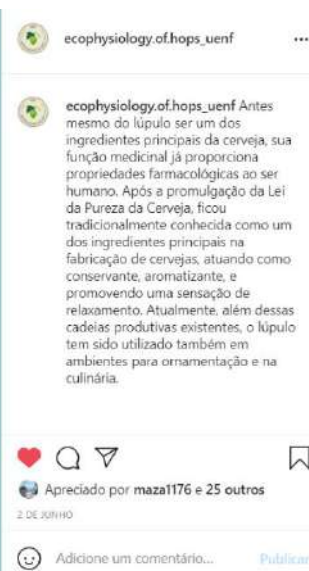 ecophysiology.of.hops_uenf
ecophysiology.of.hops_uenf Antes
mesmo do lúpulo ser um dos
ingredientes principais da cerveja, sua
função medicinal já proporciona
propriedades farmacológicas ao ser
humano. Após a promulgação da Lei
da Pureza da Cerveja, ficou
tradicionalmente conhecida como um
dos ingredientes principais na
fabricação de cervejas, atuando como
conservante, aromatizante, e
promovendo uma sensação de
relaxamento. Atualmente, além dessas
cadeias produtivas existentes, o lúpulo
tem sido utilizado também em
ambientes para ornamentação e na
culinária.
Apreciado por maza1176 e 25 outros
2 DE JUNHO
Adicione um comentário... Publicar